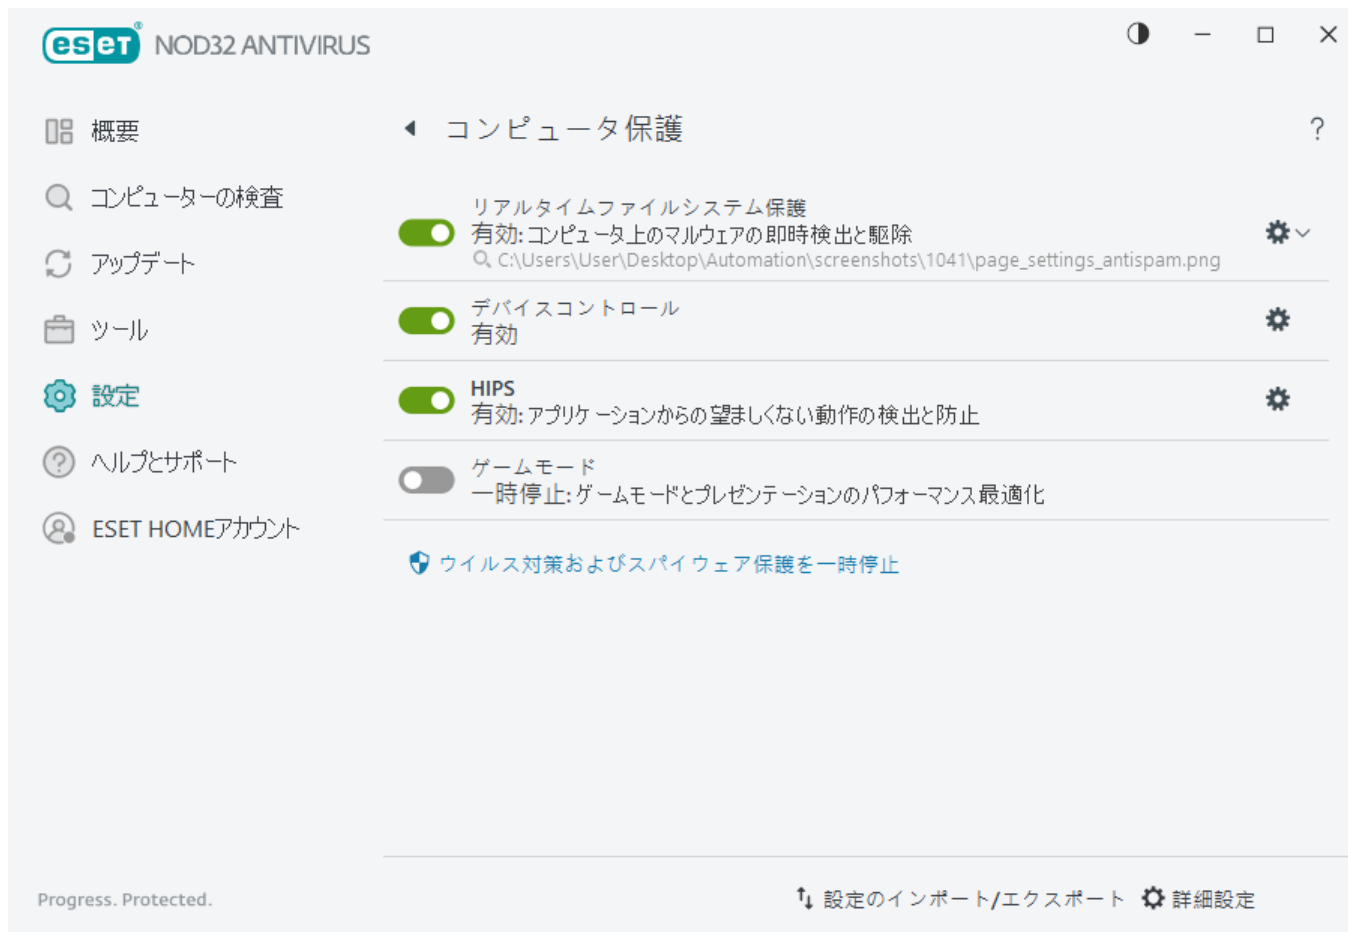 eset® NOD32 ANTIVIRUS
概要
コンピューターの検査
アップデート
ツール
設定
ヘルプとサポート
ESET HOMEアカウント
コンピュータ保護
?
リアルタイムファイルシステム保護
有効: コンピュータ上のマルウェアの即時検出と駆除
C:\Users\User\Desktop\Automation\screenshots\1041\page_settings_antispam.png
デバイスコントロール
有効
HIPS
有効: アプリケーションからの望ましくない動作の検出と防止
ゲームモード
一時停止: ゲームモードとプレゼンテーションのパフォーマンス最適化
ウイルス対策およびスパイウェア保護を一時停止
Progress. Protected.
設定のインポート/エクスポート
詳細設定